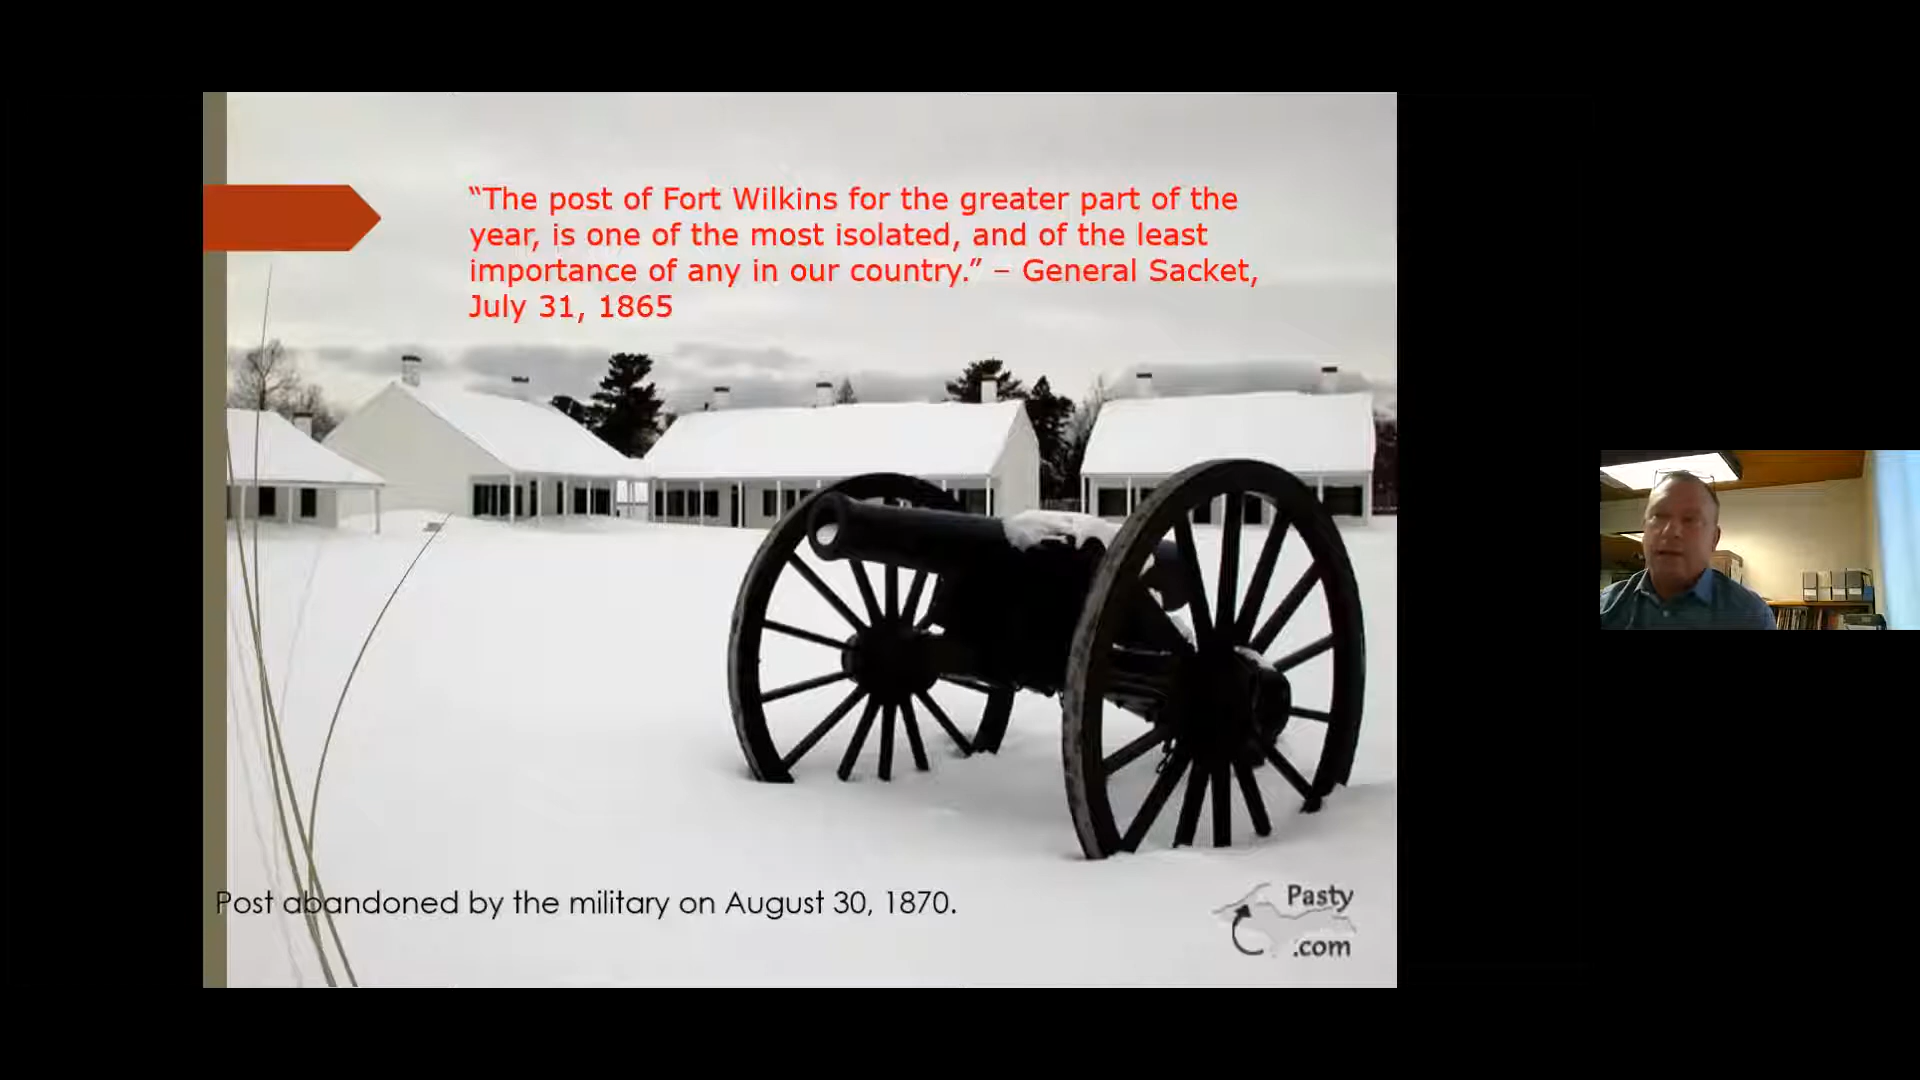 “The post of Fort Wilkins for the greater part of the
year, is one of the most isolated, and of the least
importance of any in our country.” – General Sacket,
July 31, 1865
Post abandoned by the military on August 30, 1870.
Pasty
.com